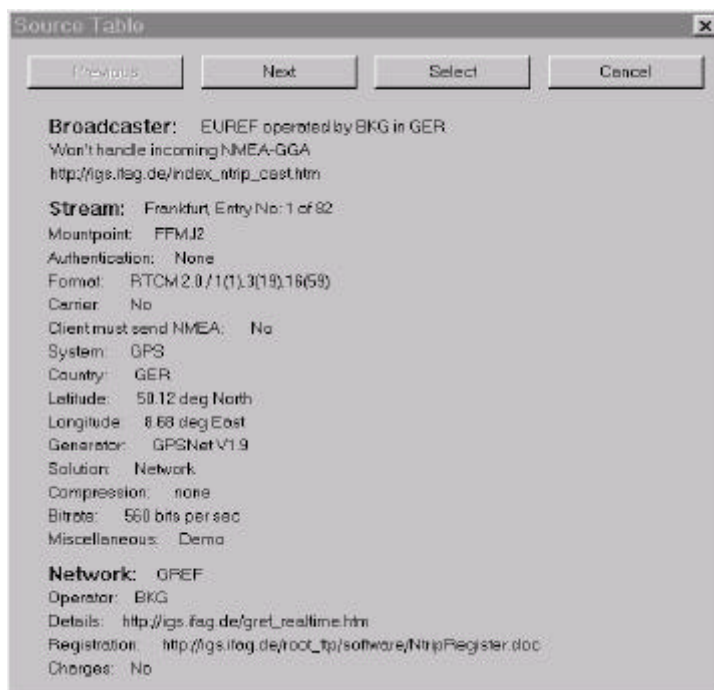 Source Table
Previous Next Select Cancel
Broadcaster: EUREF operated by BKG in GER
Won't handle incoming NMEA-GGA
http://igs.ifag.de/index_ntrip_cast.htm
Stream: Frankfurt, Entry No: 1 of 82
Mountpoint: FFMJ2
Authentication: None
Format: RTCM 2.0 / 1(1),3(19),16(59)
Carrier: No
Client must send NMEA: No
System: GPS
Country: GER
Latitude: 50.12 deg North
Longitude: 8.68 deg East
Generator: GPSNet V1.9
Solution: Network
Compression: none
Bitrate: 560 bits per sec
Miscellaneous: Demo
Network: GREF
Operator: BKG
Details: http://igs.ifag.de/gref_realtime.htm
Registration: http://igs.ifag.de/root_ftp/software/NtripRegister.doc
Charges: No